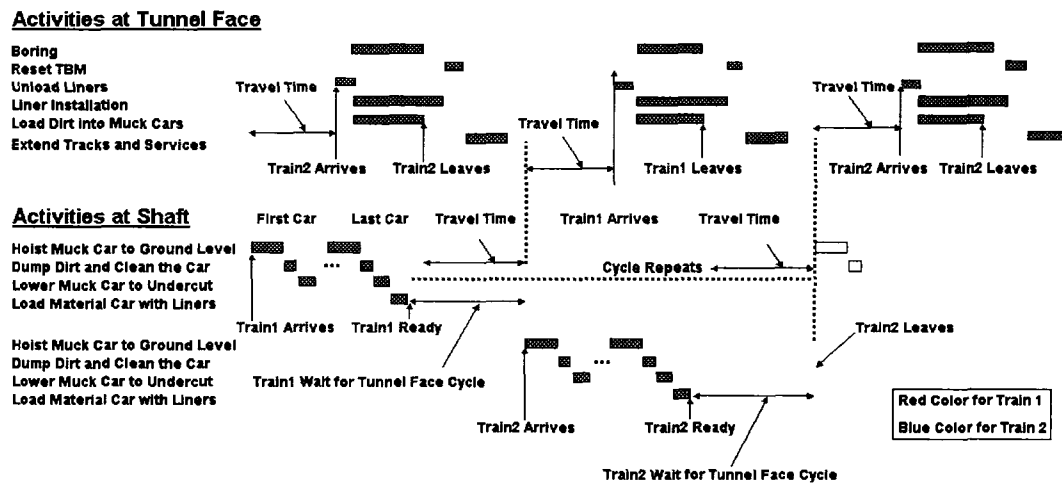 Activities at Tunnel Face
Boring
Reset TBM
Unload Liners
Liner Installation
Load Dirt into Muck Cars
Extend Tracks and Services
Travel Time
Train2 Arrives
Train2 Leaves
Travel Time
Train1 Arrives
Train1 Leaves
Travel Time
Train2 Arrives
Train2 Leaves
Activities at Shaft
First Car
Last Car
Travel Time
Travel Time
Hoist Muck Car to Ground Level
Dump Dirt and Clean the Car
Lower Muck Car to Undercut
Load Material Car with Liners
...
Cycle Repeats
Train1 Arrives
Train1 Ready
Train2 Leaves
Hoist Muck Car to Ground Level
Dump Dirt and Clean the Car
Lower Muck Car to Undercut
Load Material Car with Liners
...
Train1 Wait for Tunnel Face Cycle
Train2 Arrives
Train2 Ready
Train2 Wait for Tunnel Face Cycle
Red Color for Train 1
Blue Color for Train 2